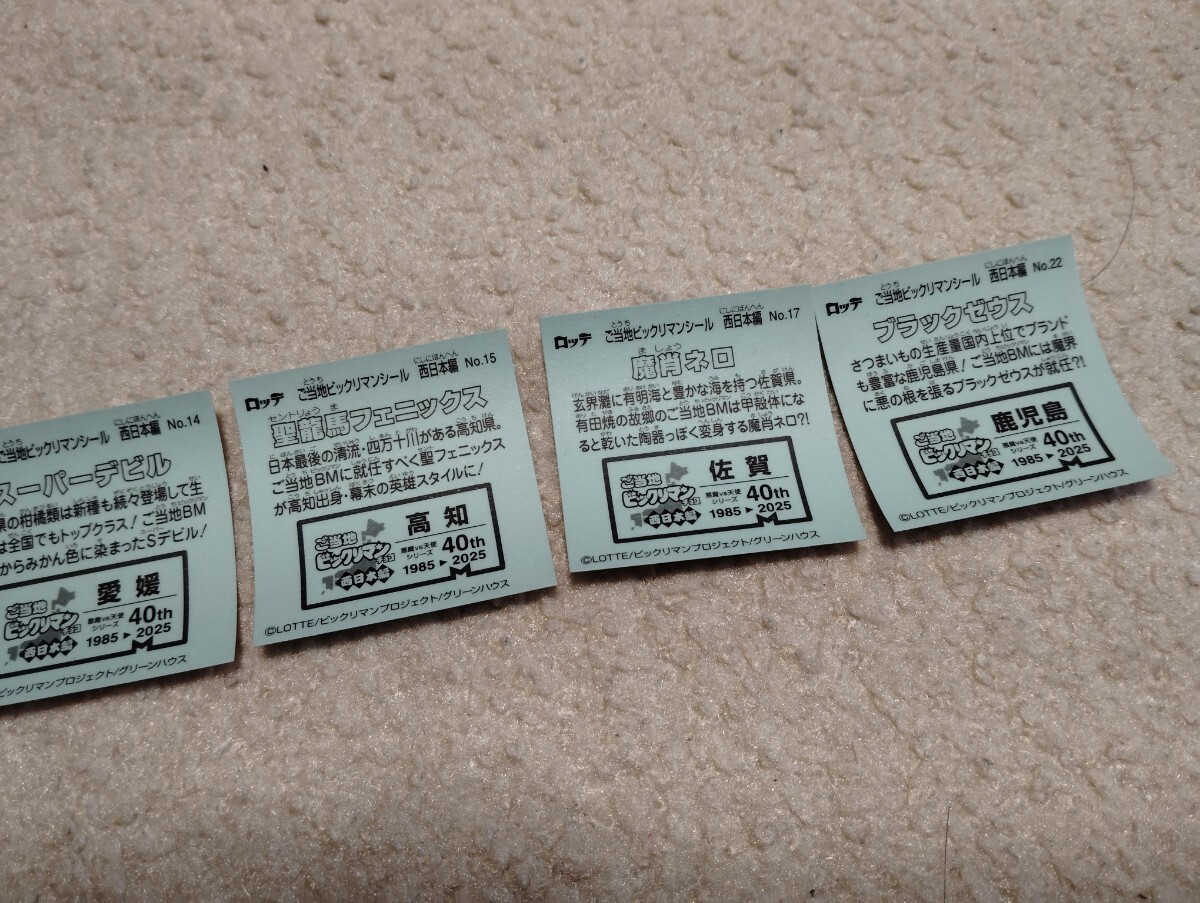 ご当地ビックリマンシール 西日本編 No.14
スーパーデビル
県の柑橘類は新種も続々登場して生
は全国でもトップクラス!ご当地BM
からみかん色に染まったSデビル!
ご当地
ビックリマン
チョコ
西日本編
愛媛
悪魔vs天使
シリーズ
40th
1985▶2025
ビックリマンプロジェクト/グリーンハウス
ロッテ ご当地ビックリマンシール 西日本編 No.15
聖龍馬フェニックス
日本最後の清流・四万十川がある高知県。
ご当地BMに就任すべく聖フェニックス
が高知出身・幕末の英雄スタイルに!
ご当地
ビックリマン
チョコ
西日本編
高知
悪魔vs天使
シリーズ
40th
1985▶2025
©LOTTE/ビックリマンプロジェクト/グリーンハウス
ロッテ ご当地ビックリマンシール 西日本編 No.17
魔肖ネロ
玄界灘に有明海と豊かな海を持つ佐賀県。
有田焼の故郷のご当地BMは甲殻体にな
ると乾いた陶器っぽく変身する魔肖ネロ?!
ご当地
ビックリマン
チョコ
西日本編
佐賀
悪魔vs天使
シリーズ
40th
1985▶2025
©LOTTE/ビックリマンプロジェクト/グリーンハウス
ロッテ ご当地ビックリマンシール 西日本編 No.22
ブラックゼウス
さつまいもの生産量国内上位でブランド
も豊富な鹿児島県!ご当地BMには魔界
に悪の根を張るブラックゼウスが就任?!
ご当地
ビックリマン
チョコ
西日本編
鹿児島
悪魔vs天使
シリーズ
40th
1985▶2025
©LOTTE/ビックリマンプロジェクト/グリーンハウス